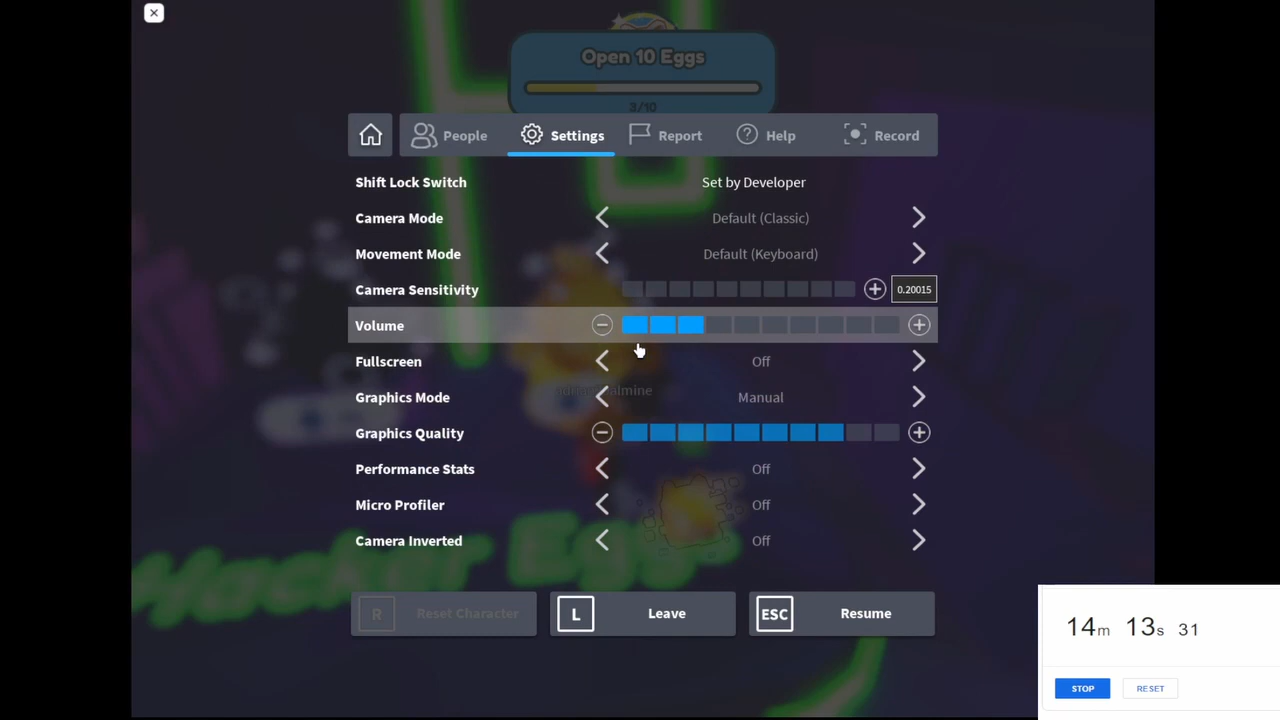 Open 10 Eggs
3/10
People
Settings
Report
Help
Record
Shift Lock Switch
Set by Developer
Camera Mode
Default (Classic)
Movement Mode
Default (Keyboard)
Camera Sensitivity
0.20015
Volume
Fullscreen
Off
Graphics Mode
Manual
Graphics Quality
Performance Stats
Off
Micro Profiler
Off
Camera Inverted
Off
Hacker Egg
R Reset Character
L Leave
ESC Resume
14m 13s 31
STOP
RESET